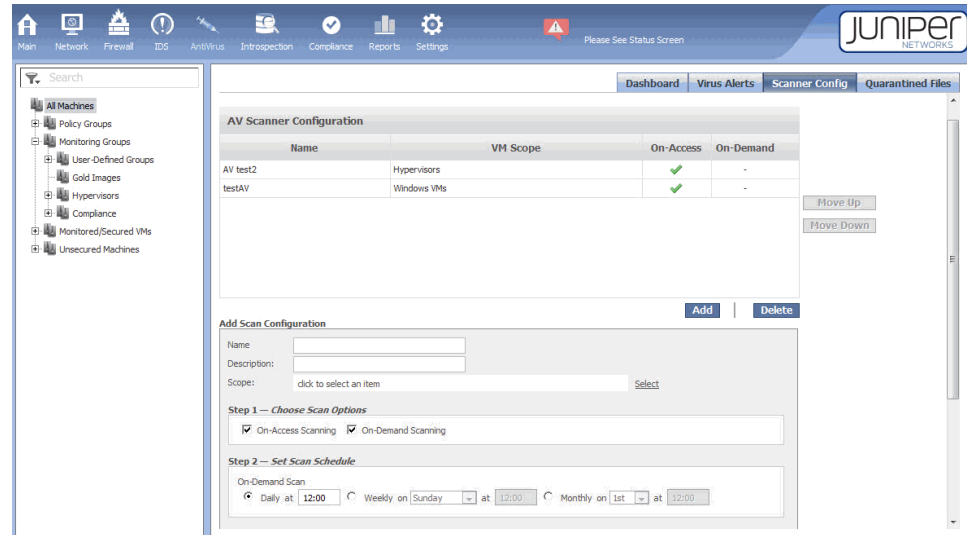 Main Network Firewall IDS AntiVirus Introspection Compliance Reports Settings
Please See Status Screen
JUNIPER
NETWORKS
Search
All Machines
Policy Groups
Monitoring Groups
User-Defined Groups
Gold Images
Hypervisors
Compliance
Monitored/Secured VMs
Unsecured Machines
Dashboard Virus Alerts Scanner Config Quarantined Files
AV Scanner Configuration
Name VM Scope On-Access On-Demand
AV test2 Hypervisors -
testAV Windows VMs -
Move Up
Move Down
Add | Delete
Add Scan Configuration
Name
Description:
Scope: click to select an item Select
Step 1 — Choose Scan Options
On-Access Scanning On-Demand Scanning
Step 2 — Set Scan Schedule
On-Demand Scan
Daily at 12:00 Weekly on Sunday at 12:00 Monthly on 1st at 12:00